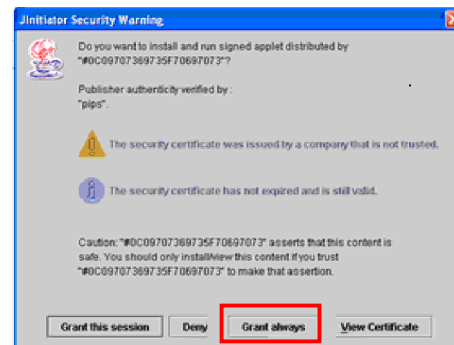 JInitiator Security Warning
Do you want to install and run signed applet distributed by
"#0C09707369735F70697073"?
Publisher authenticity verified by :
"pips".
The security certificate was issued by a company that is not trusted.
The security certificate has not expired and is still valid.
Caution: "#0C09707369735F70697073" asserts that this content is
safe. You should only install/view this content if you trust
"#0C09707369735F70697073" to make that assertion.
Grant this session Deny Grant always View Certificate